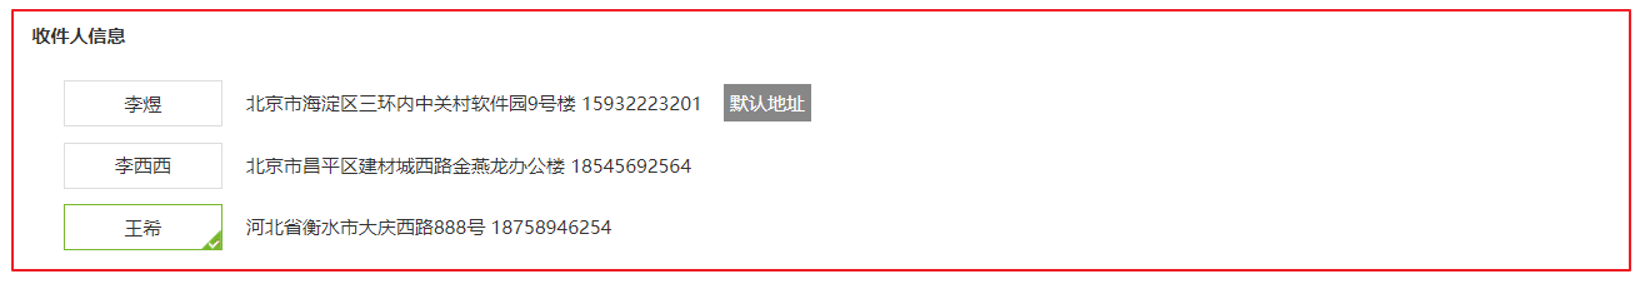 收件人信息
李煜 北京市海淀区三环内中关村软件园9号楼 15932223201 默认地址
李西西 北京市昌平区建材城西路金燕龙办公楼 18545692564
王希 河北省衡水市大庆西路888号 18758946254